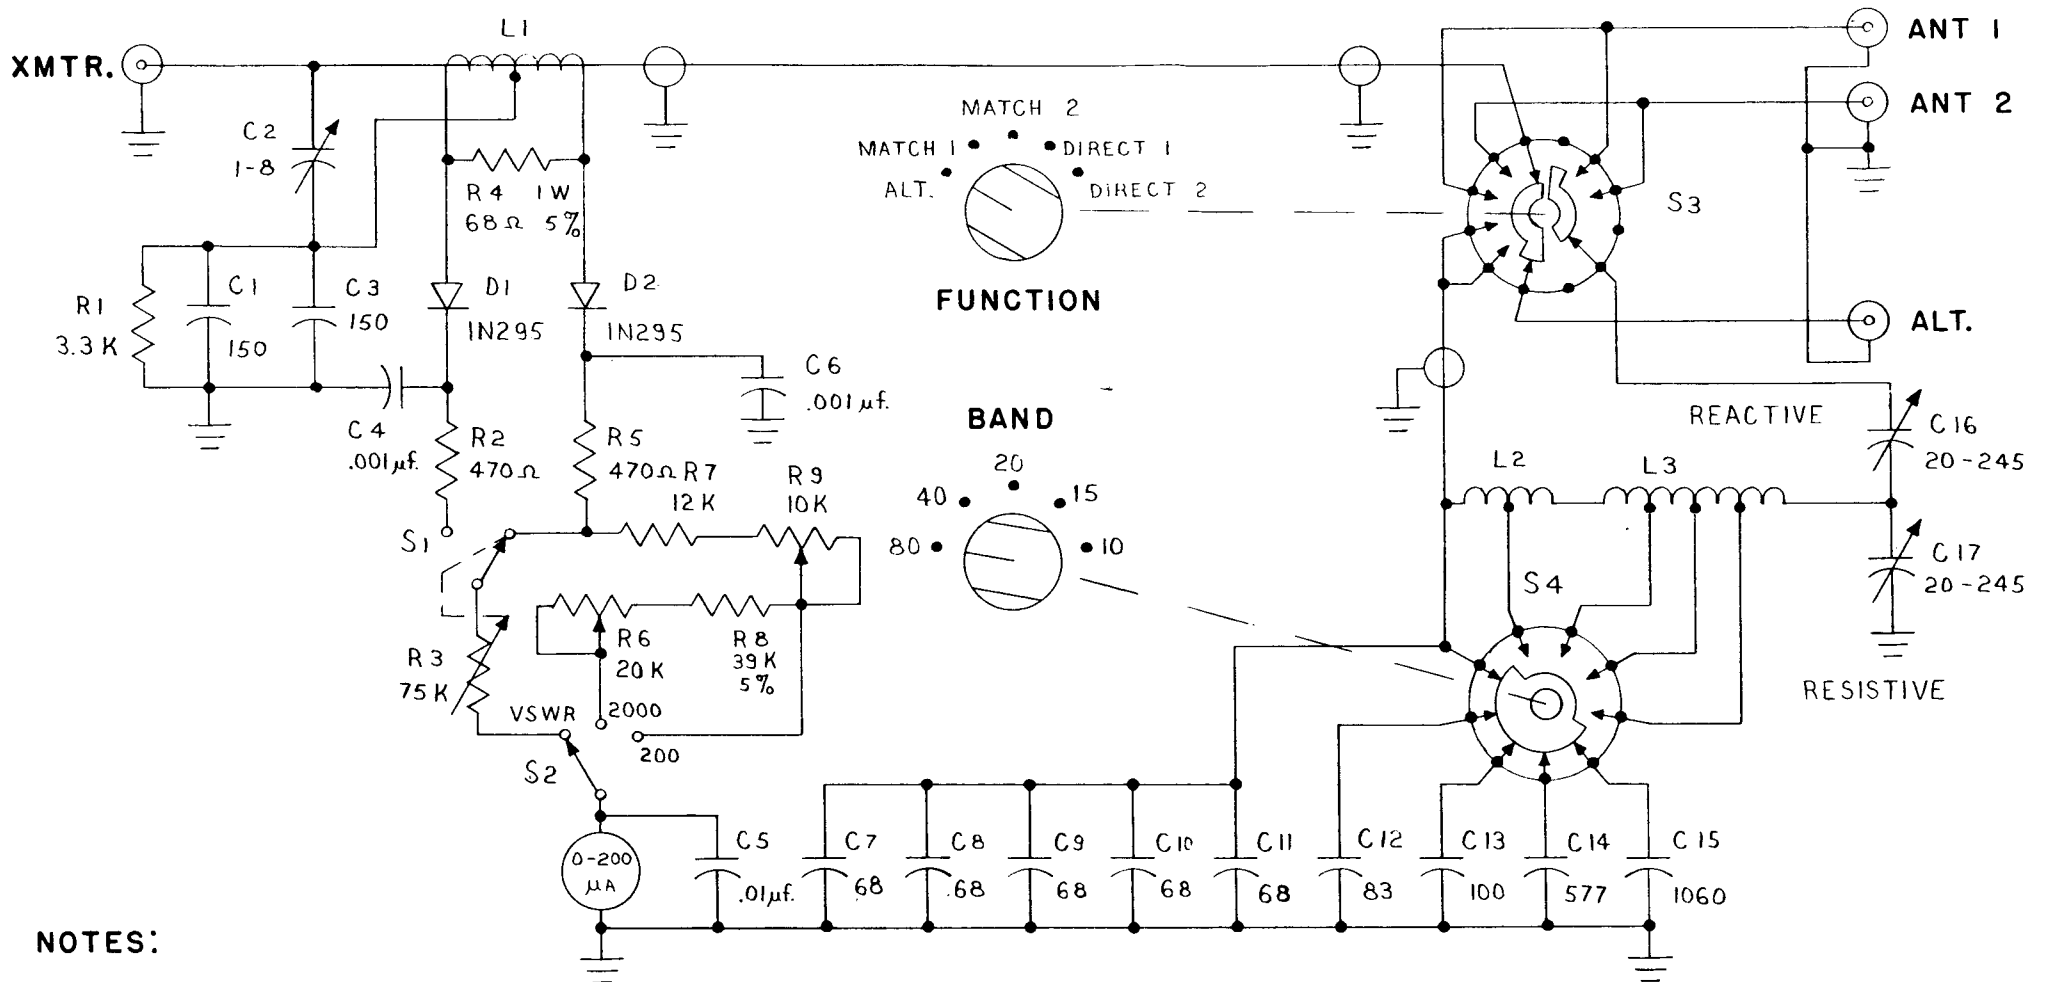 L1
XMTR.
ANT 1
ANT 2
C2
1-8
MATCH 2
MATCH 1
DIRECT 1
ALT.
DIRECT 2
R4 1W
68Ω 5%
S3
C1
150
C3
150
D1
1N295
D2
1N295
R1
3.3K
FUNCTION
ALT.
C6
.001µf.
BAND
REACTIVE
C16
20-245
C4
.001µf.
R2
470Ω
R5
470Ω
R7
12K
R9
10K
20
40
15
80
10
L2
L3
S1
S4
C17
20-245
R6
20K
R8
39K
5%
R3
75K
RESISTIVE
VSWR
2000
200
S2
0-200
µA
C5
.01µf.
C7
68
C8
.68
C9
68
C10
68
C11
68
C12
83
C13
100
C14
577
C15
1060
NOTES: